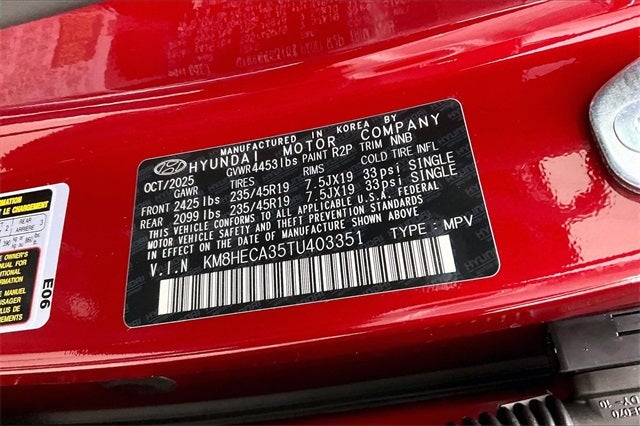 MANUFACTURED IN KOREA BY
HYUNDAI MOTOR COMPANY
OCT/2025 GVWR 4453lbs PAINT R2P TRIM NNB
GAWR TIRES RIMS COLD TIRE INFL
FRONT 2425lbs 235/45R19 7.5JX19 33psi SINGLE
REAR 2099lbs 235/45R19 7.5JX19 33psi SINGLE
THIS VEHICLE CONFORMS TO ALL APPLICABLE U.S.A. FEDERAL
MOTOR VEHICLE SAFETY AND THEFT PREVENTION STANDARDS
IN EFFECT ON THE DATE OF MANUFACTURE SHOWN ABOVE
V.I.N KM8HECA35TU403351 TYPE: MPV
REAR
ARRIÈRE
E06